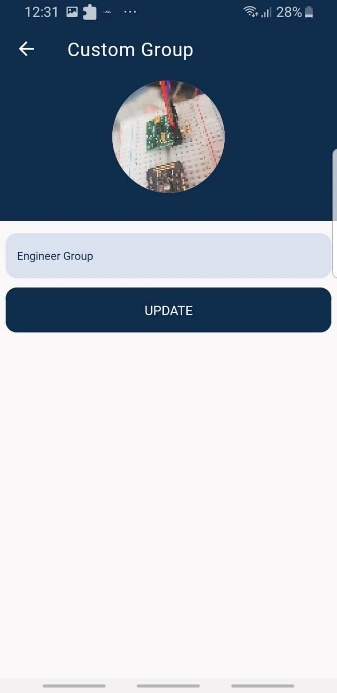 12:31
28%
Custom Group
Engineer Group
UPDATE